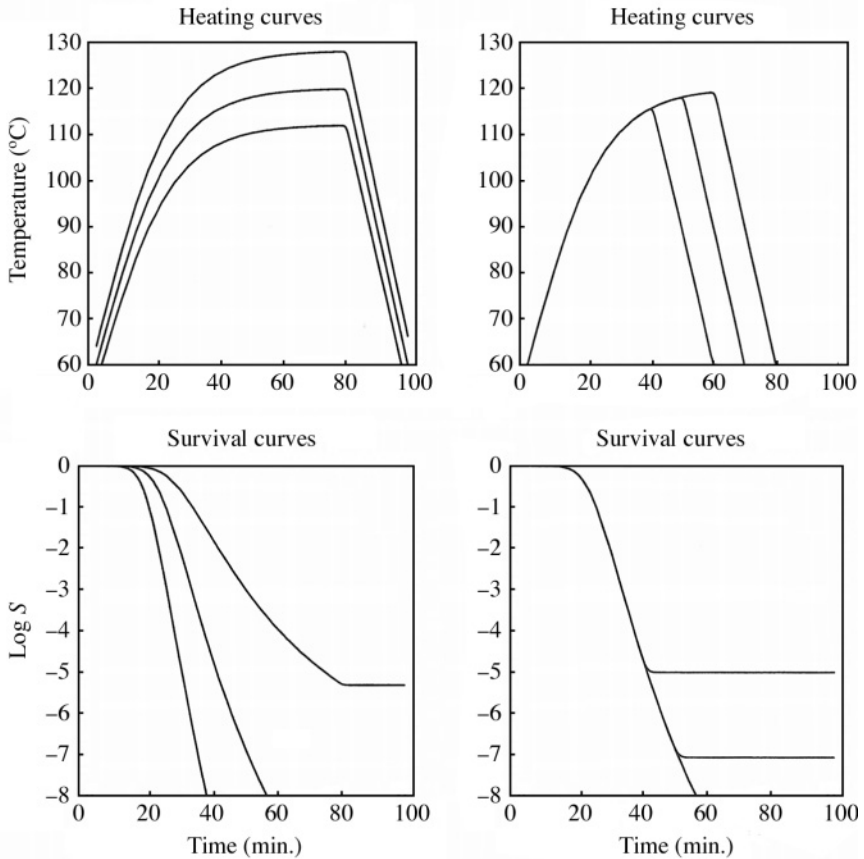 Heating curves
Heating curves
130
120
110
100
90
80
70
60
0 20 40 60 80 100
Temperature (°C)
130
120
110
100
90
80
70
60
0 20 40 60 80 100
Survival curves
Survival curves
0
–1
–2
–3
–4
–5
–6
–7
–8
0 20 40 60 80 100
Log S
Time (min.)
0
–1
–2
–3
–4
–5
–6
–7
–8
0 20 40 60 80 100
Time (min.)